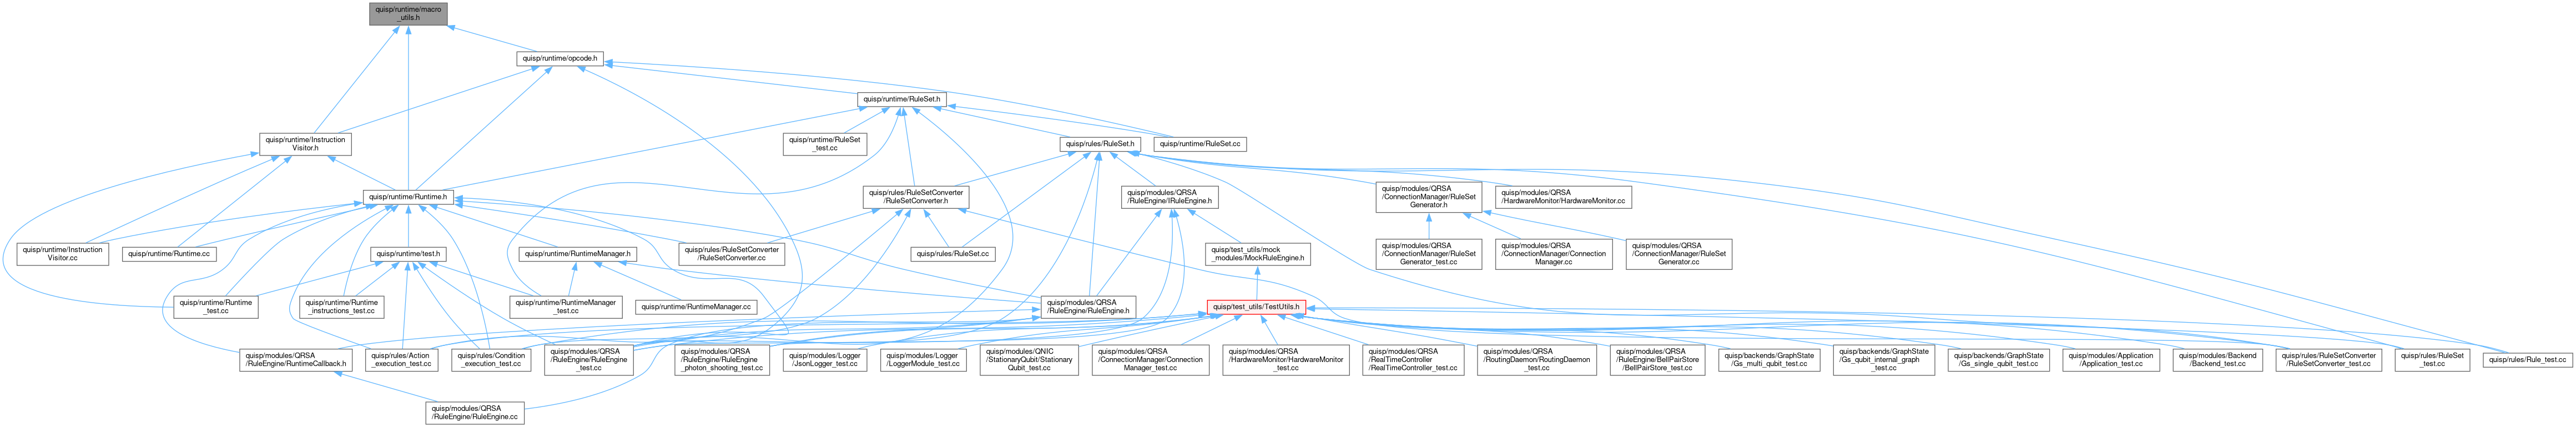 quisp/runtime/macro
_utils.h
quisp/runtime/opcode.h
quisp/runtime/RuleSet.h
quisp/runtime/Instruction
Visitor.h
quisp/runtime/RuleSet
_test.cc
quisp/rules/RuleSet.h
quisp/runtime/RuleSet.cc
quisp/runtime/Runtime.h
quisp/rules/RuleSetConverter
/RuleSetConverter.h
quisp/modules/QRSA
/RuleEngine/IRuleEngine.h
quisp/modules/QRSA
/ConnectionManager/RuleSet
Generator.h
quisp/modules/QRSA
/HardwareMonitor/HardwareMonitor.cc
quisp/runtime/Instruction
Visitor.cc
quisp/runtime/Runtime.cc
quisp/runtime/test.h
quisp/runtime/RuntimeManager.h
quisp/rules/RuleSetConverter
/RuleSetConverter.cc
quisp/rules/RuleSet.cc
quisp/test_utils/mock
_modules/MockRuleEngine.h
quisp/modules/QRSA
/ConnectionManager/RuleSet
Generator_test.cc
quisp/modules/QRSA
/ConnectionManager/Connection
Manager.cc
quisp/modules/QRSA
/ConnectionManager/RuleSet
Generator.cc
quisp/runtime/Runtime
_test.cc
quisp/runtime/Runtime
_instructions_test.cc
quisp/runtime/RuntimeManager
_test.cc
quisp/runtime/RuntimeManager.cc
quisp/modules/QRSA
/RuleEngine/RuleEngine.h
quisp/test_utils/TestUtils.h
quisp/modules/QRSA
/RuleEngine/RuntimeCallback.h
quisp/rules/Action
_execution_test.cc
quisp/rules/Condition
_execution_test.cc
quisp/modules/QRSA
/RuleEngine/RuleEngine
_test.cc
quisp/modules/QRSA
/RuleEngine/RuleEngine
_photon_shooting_test.cc
quisp/modules/Logger
/JsonLogger_test.cc
quisp/modules/Logger
/LoggerModule_test.cc
quisp/modules/QNIC
/StationaryQubit/Stationary
Qubit_test.cc
quisp/modules/QRSA
/ConnectionManager/Connection
Manager_test.cc
quisp/modules/QRSA
/HardwareMonitor/HardwareMonitor
_test.cc
quisp/modules/QRSA
/RealTimeController
/RealTimeController_test.cc
quisp/modules/QRSA
/RoutingDaemon/RoutingDaemon
_test.cc
quisp/modules/QRSA
/RuleEngine/BellPairStore
/BellPairStore_test.cc
quisp/backends/GraphState
/Gs_multi_qubit_test.cc
quisp/backends/GraphState
/Gs_qubit_internal_graph
_test.cc
quisp/backends/GraphState
/Gs_single_qubit_test.cc
quisp/modules/Application
/Application_test.cc
quisp/modules/Backend
/Backend_test.cc
quisp/rules/RuleSetConverter
/RuleSetConverter_test.cc
quisp/rules/RuleSet
_test.cc
quisp/rules/Rule_test.cc
quisp/modules/QRSA
/RuleEngine/RuleEngine.cc